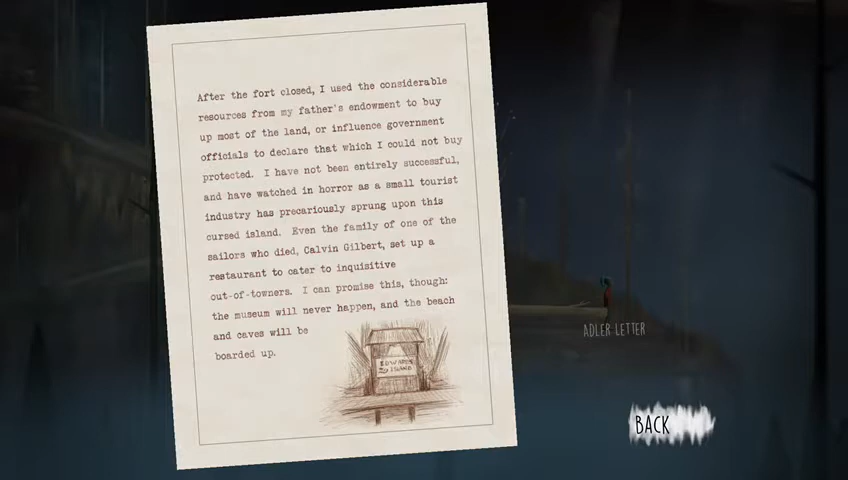 After the fort closed, I used the considerable
resources from my father's endowment to buy
up most of the land, or influence government
officials to declare that which I could not buy
protected. I have not been entirely successful,
and have watched in horror as a small tourist
industry has precariously sprung upon this
cursed island. Even the family of one of the
sailors who died, Calvin Gilbert, set up a
restaurant to cater to inquisitive
out-of-towners. I can promise this, though:
the museum will never happen, and the beach
and caves will be
boarded up.
EDWARDS
ISLAND
ADLER LETTER
BACK